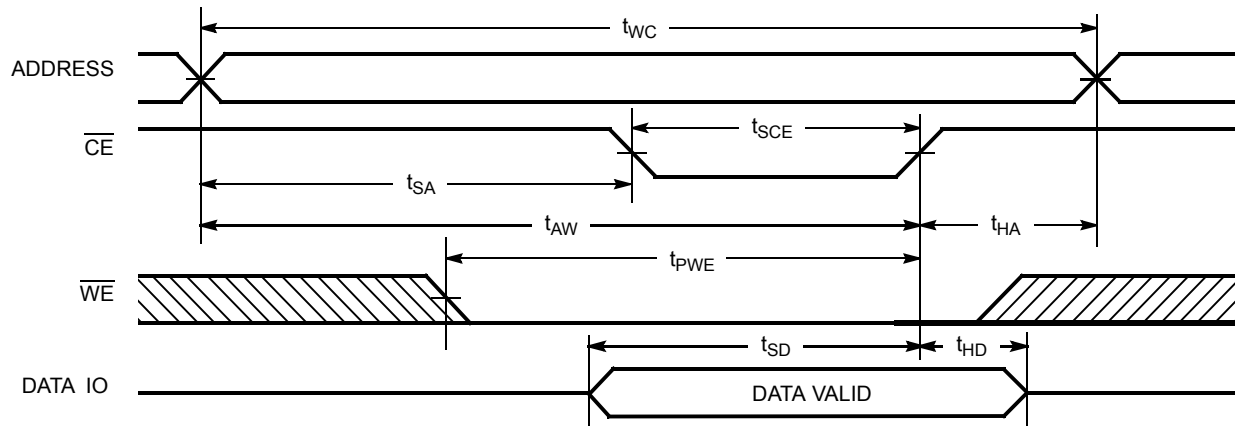 tWC
ADDRESS
CE
tSCE
tSA
tAW
tHA
tPWE
WE
tSD
tHD
DATA IO
DATA VALID